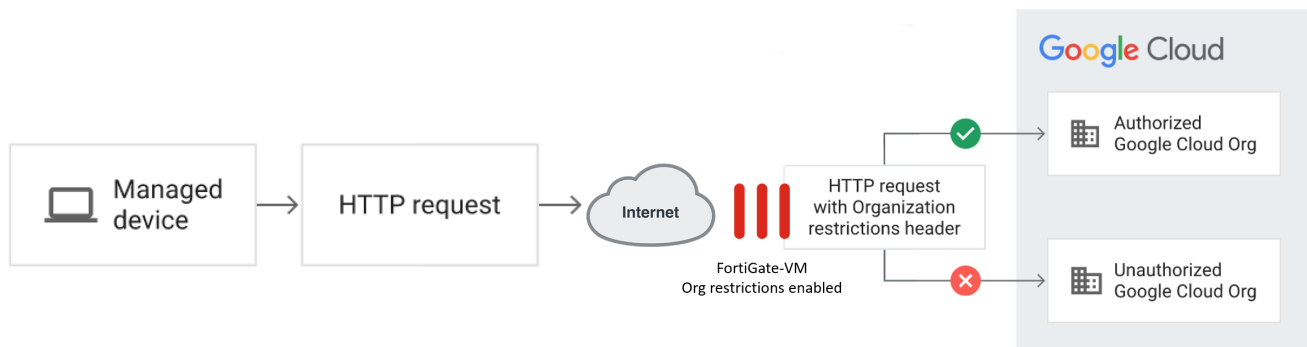 Google Cloud
Managed
device
HTTP request
Internet
FortiGate-VM
Org restrictions enabled
HTTP request
with Organization
restrictions header
Authorized
Google Cloud Org
Unauthorized
Google Cloud Org